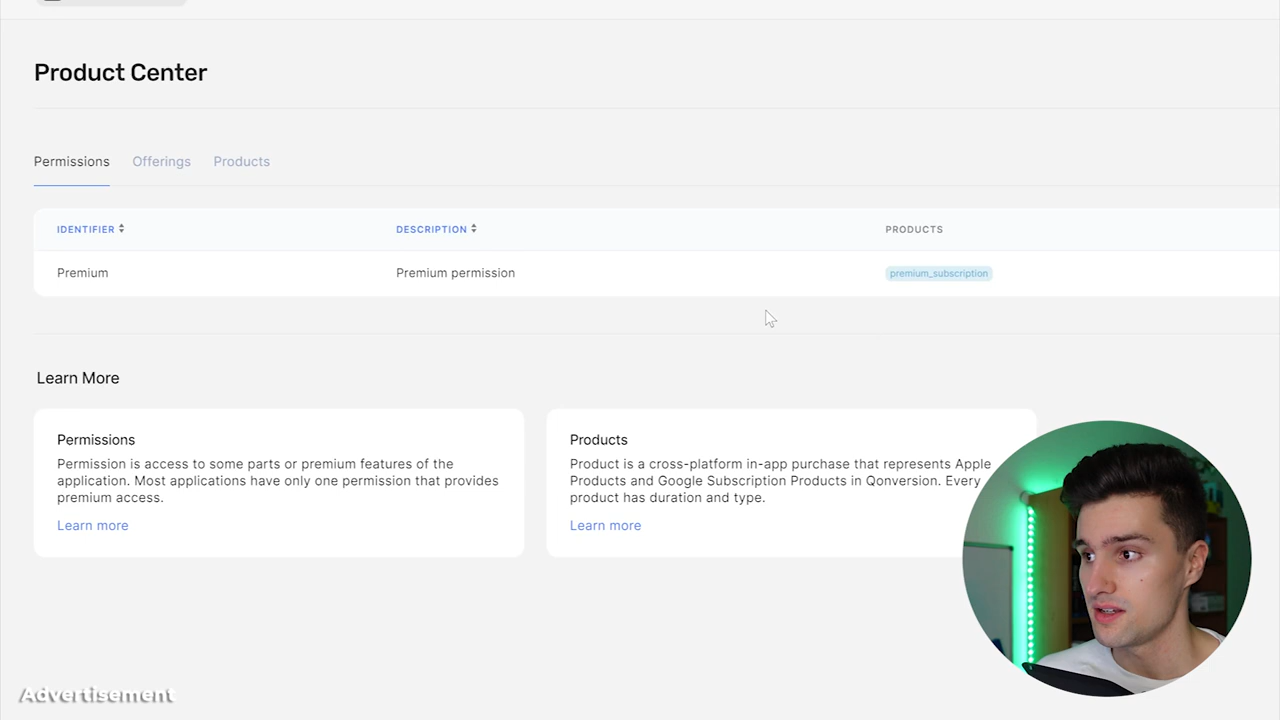 Product Center
Permissions
Offerings
Products
IDENTIFIER
DESCRIPTION
PRODUCTS
Premium
Premium permission
premium_subscription
Learn More
Permissions
Permission is access to some parts or premium features of the
application. Most applications have only one permission that provides
premium access.
Learn more
Products
Product is a cross-platform in-app purchase that represents Apple
Products and Google Subscription Products in Qonversion. Every
product has duration and type.
Learn more
Advertisement